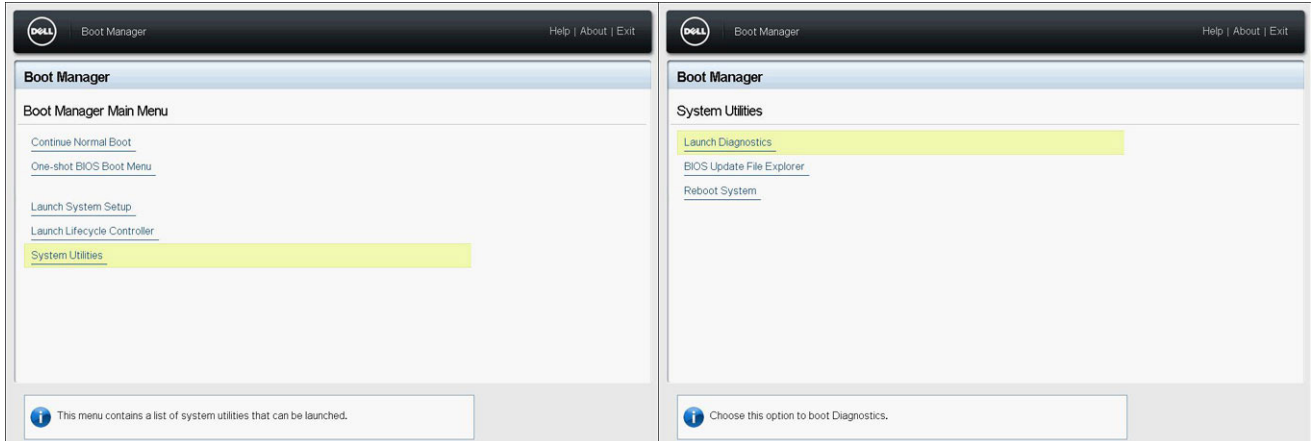 DELL
Boot Manager
Help | About | Exit
Boot Manager
Boot Manager Main Menu
Continue Normal Boot
One-shot BIOS Boot Menu
Launch System Setup
Launch Lifecycle Controller
System Utilities
This menu contains a list of system utilities that can be launched.
DELL
Boot Manager
Help | About | Exit
Boot Manager
System Utilities
Launch Diagnostics
BIOS Update File Explorer
Reboot System
Choose this option to boot Diagnostics.